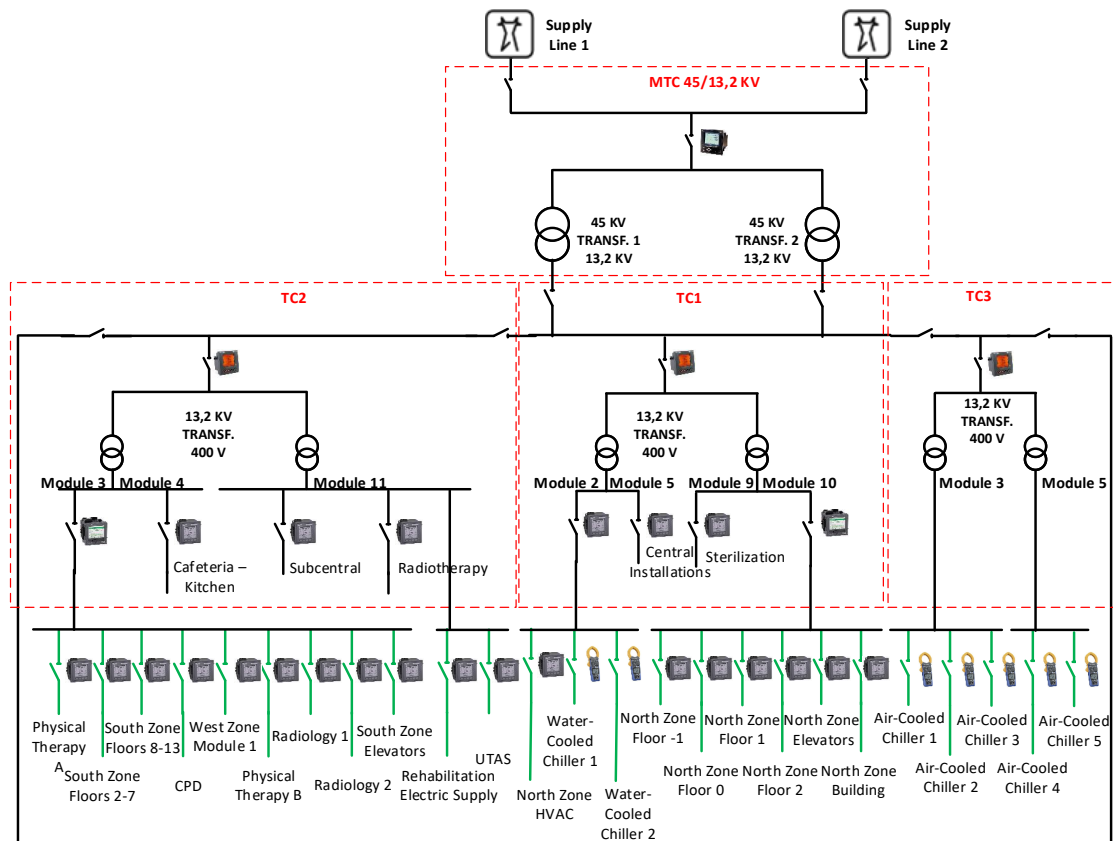 Supply
Line 1
Supply
Line 2
MTC 45/13,2 KV
45 KV
TRANSF. 1
13,2 KV
45 KV
TRANSF. 2
13,2 KV
TC2
TC1
TC3
13,2 KV
TRANSF.
400 V
13,2 KV
TRANSF.
400 V
13,2 KV
TRANSF.
400 V
Module 3
Module 4
Module 11
Module 2
Module 5
Module 9
Module 10
Module 3
Module 5
Cafeteria –
Kitchen
Subcentral
Radiotherapy
Central
Installations
Sterilization
Physical
Therapy
A
South Zone
Floors 2-7
South Zone
Floors 8-13
CPD
West Zone
Module 1
Physical
Therapy B
Radiology 1
Radiology 2
South Zone
Elevators
Rehabilitation
Electric Supply
UTAS
North Zone
HVAC
Water-
Cooled
Chiller 1
Water-
Cooled
Chiller 2
North Zone
Floor -1
North Zone
Floor 0
North Zone
Floor 1
North Zone
Floor 2
North Zone
Elevators
North Zone
Building
Air-Cooled
Chiller 1
Air-Cooled
Chiller 2
Air-Cooled
Chiller 3
Air-Cooled
Chiller 4
Air-Cooled
Chiller 5